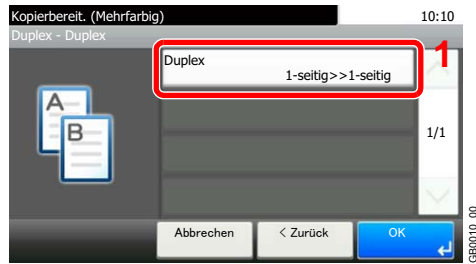 Kopierbereit. (Mehrfarbig) 10:10
Duplex - Duplex
Duplex
1-seitig>>1-seitig
1
A
B
1/1
Abbrechen < Zurück OK
GB0010_00